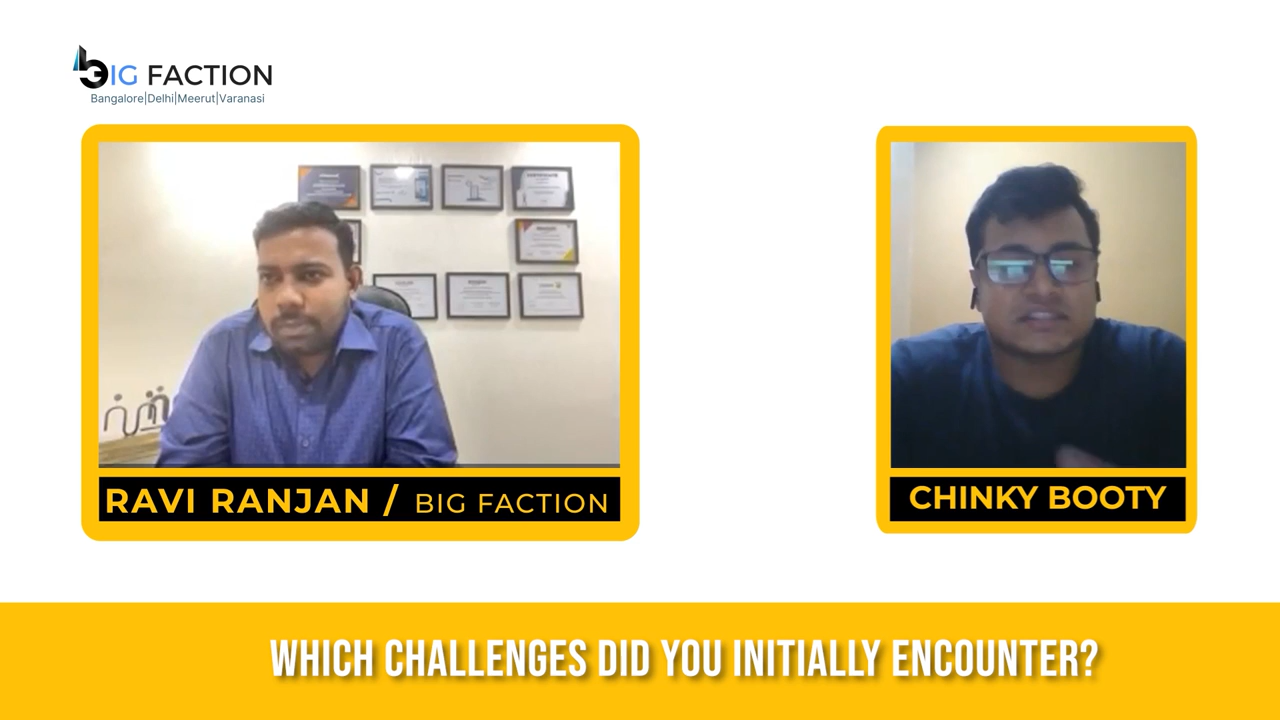 BIG FACTION
Bangalore|Delhi|Meerut|Varanasi
RAVI RANJAN / BIG FACTION
CHINKY BOOTY
WHICH CHALLENGES DID YOU INITIALLY ENCOUNTER?